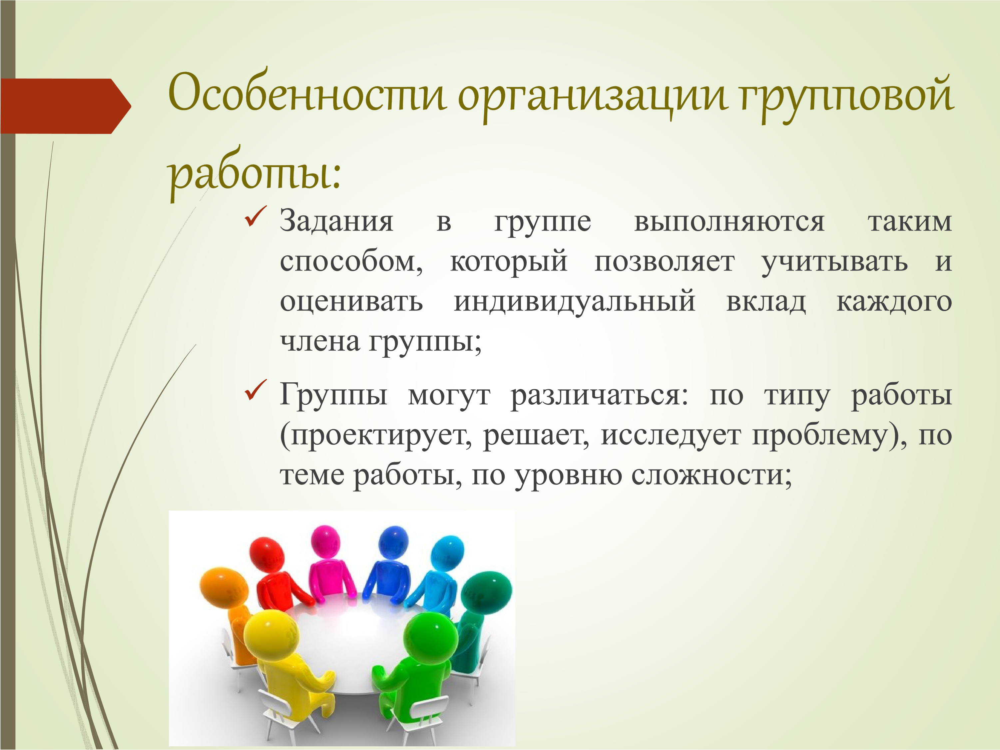 Особенности организации групповой
работы:
Задания в группе выполняются таким
способом, который позволяет учитывать и
оценивать индивидуальный вклад каждого
члена группы;
Группы могут различаться: по типу работы
(проектирует, решает, исследует проблему), по
теме работы, по уровню сложности;